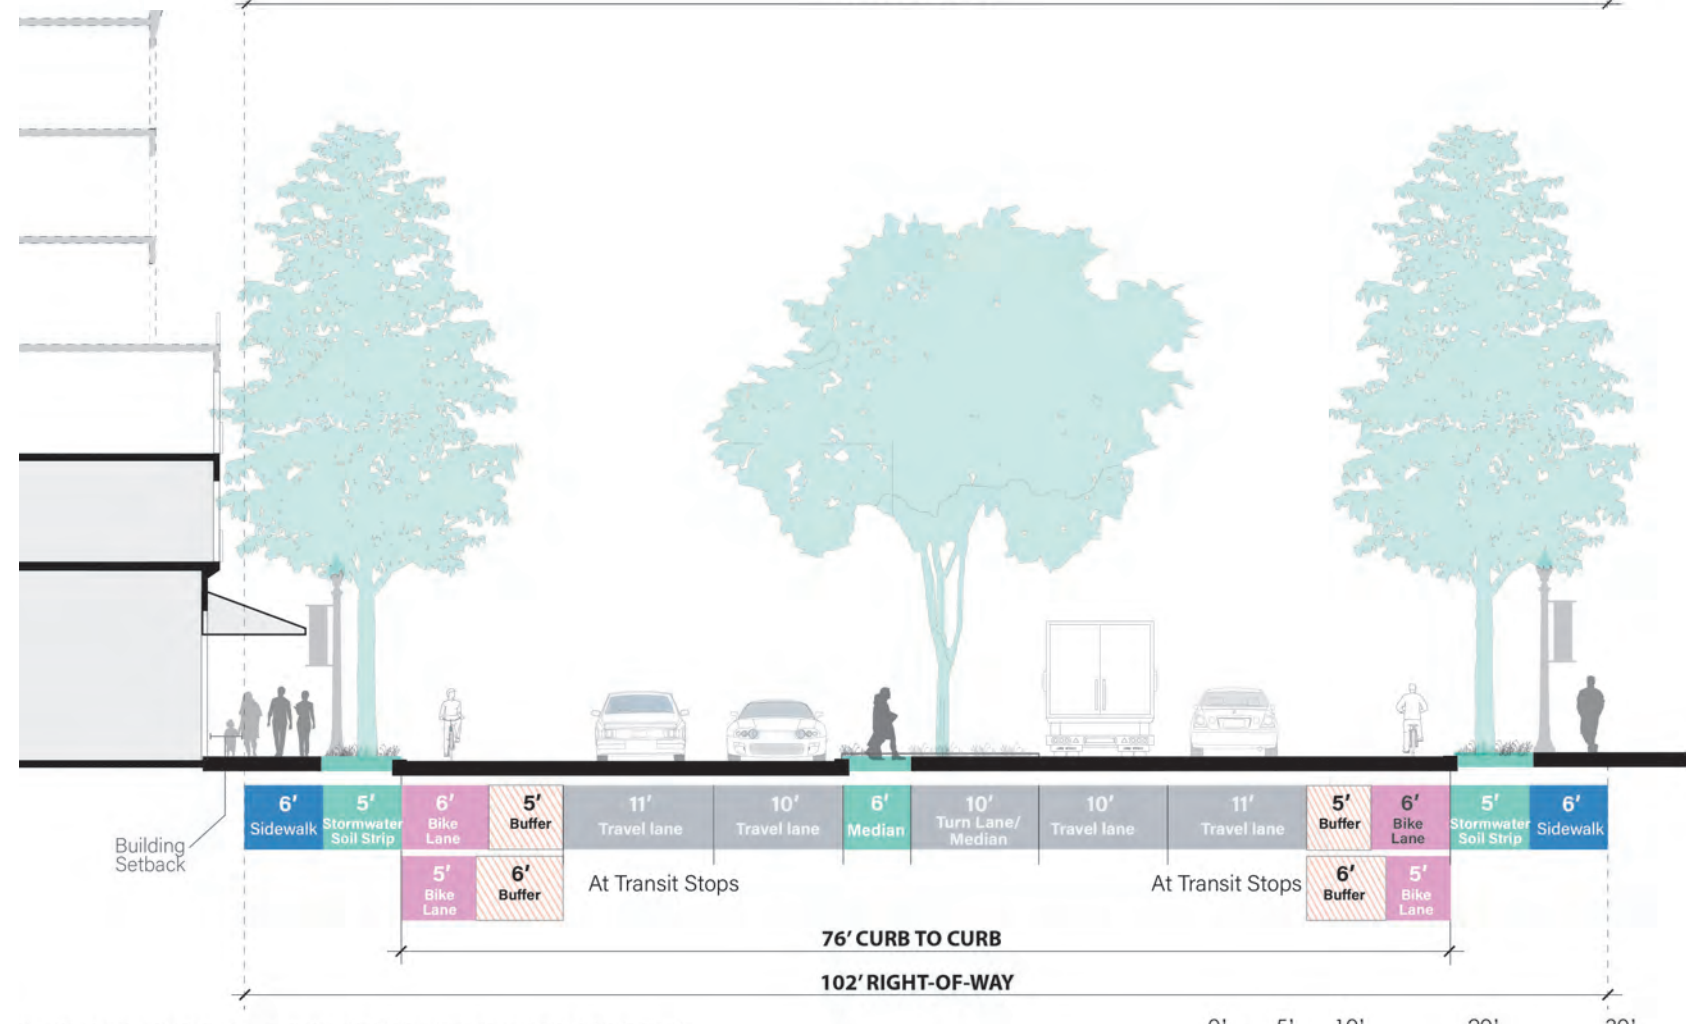 6' 5' 6' 5' 11' 10' 6' 10' 10' 11' 5' 6' 5' 6'
Sidewalk Stormwater Soil Strip Bike Lane Buffer Travel lane Travel lane Median Turn Lane/ Median Travel lane Travel lane Buffer Bike Lane Stormwater Soil Strip Sidewalk
Building
Setback
5'
Bike
Lane
6'
Buffer
At Transit Stops
At Transit Stops
6'
Buffer
5'
Bike
Lane
76' CURB TO CURB
102' RIGHT-OF-WAY